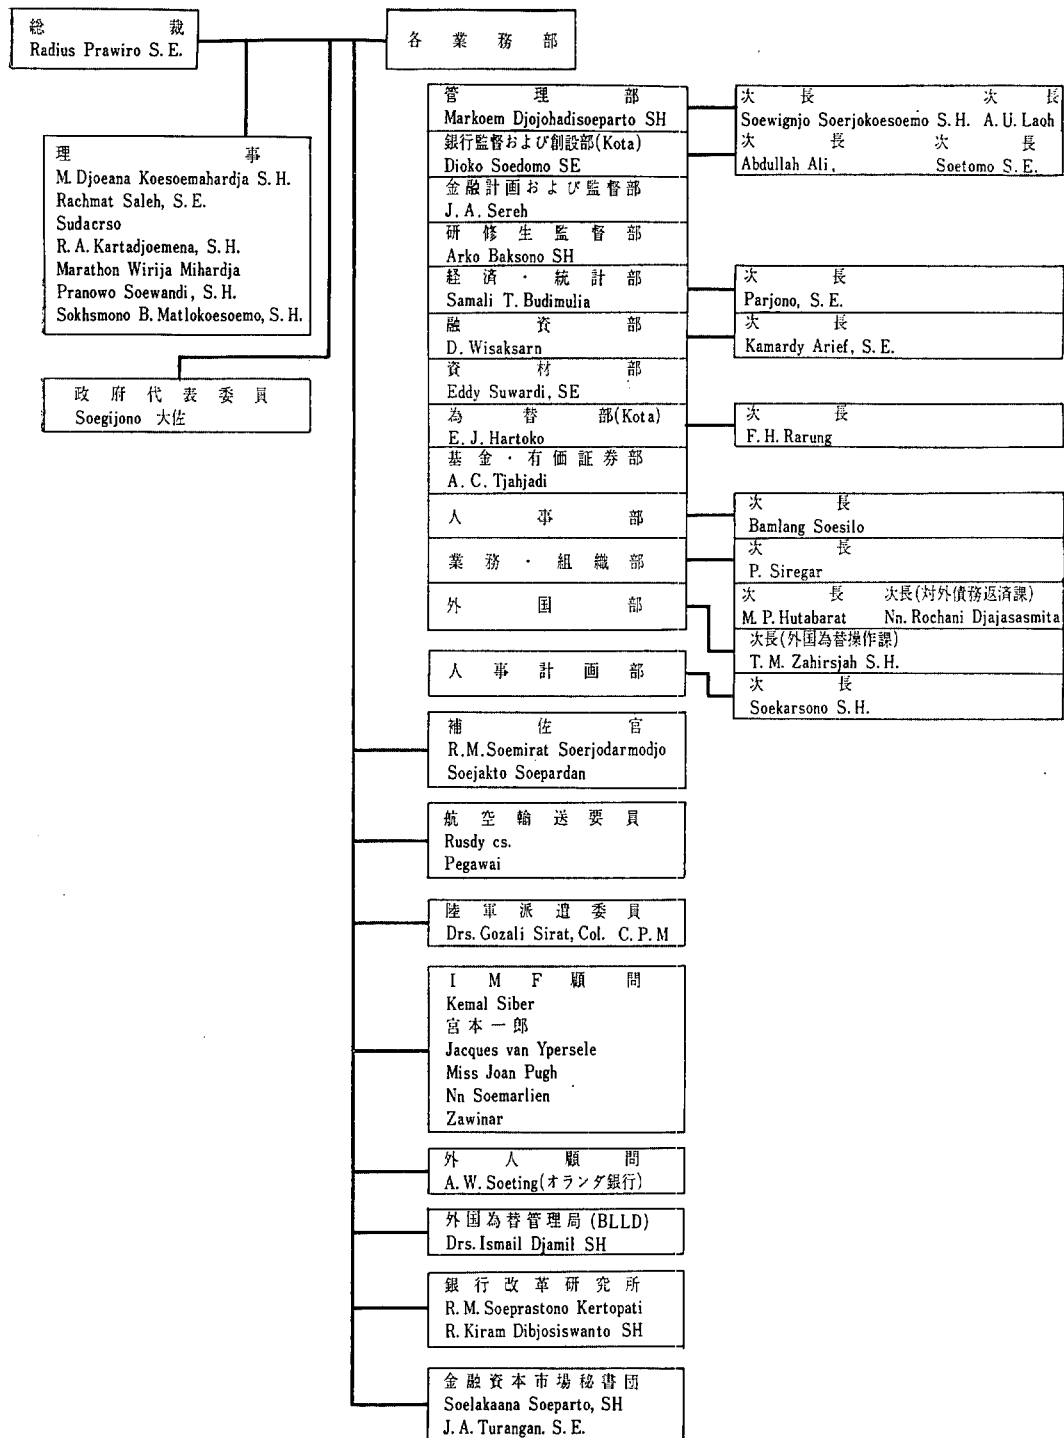 総裁
Radius Prawiro S.E.
各業務部
理事
M. Djoeana Koesoemahardja S.H.
Rachmat Saleh, S.E.
Sudacrso
R. A. Kartadjoemena, S.H.
Marathon Wirija Mihardja
Pranowo Soewandi, S.H.
Sokhsmono B. Matlokoesoemo, S.H.
政府代表委員
Soegijono 大佐
管理部
Markoem Djojohadisoeparto SH
銀行監督および創設部(Kota)
Dioko Soedomo SE
金融計画および監督部
J. A. Sereh
研修生監督部
Arko Baksono SH
経済・統計部
Samali T. Budimulia
融資部
D. Wisaksarn
資材部
Eddy Suwardi, SE
為替部(Kota)
E. J. Hartoko
基金・有価証券部
A. C. Tjahjadi
人事部
業務・組織部
外国部
人事計画部
次長 次長
Soewignjo Soerjokoesoemo S.H. A. U. Laoh
次長 次長
Abdullah Ali, Soetomo S.E.
次長
Parjono, S.E.
次長
Kamardy Arief, S.E.
次長
F. H. Rarung
次長
Bamlang Soesilo
次長
P. Siregar
次長 次長(対外債務返済課)
M. P. Hutabarat Nn. Rochani Djajasasmita
次長(外国為替操作課)
T. M. Zahirsjah S.H.
次長
Soekarsono S.H.
補佐官
R.M.Soemirat Soerjodarmodjo
Soejakto Soepardan
航空輸送要員
Rusdy cs.
Pegawai
陸軍派遣委員
Drs. Gozali Sirat, Col. C.P.M
IMF顧問
Kemal Siber
宮本一郎
Jacques van Ypersele
Miss Joan Pugh
Nn Soemarlien
Zawinar
外人顧問
A. W. Soeting(オランダ銀行)
外国為替管理局(BLLD)
Drs. Ismail Djamil SH
銀行改革研究所
R. M. Soeprastono Kertopati
R. Kiram Dibjosiswanto SH
金融資本市場秘書団
Soelakaana Soeparto, SH
J. A. Turangan. S.E.